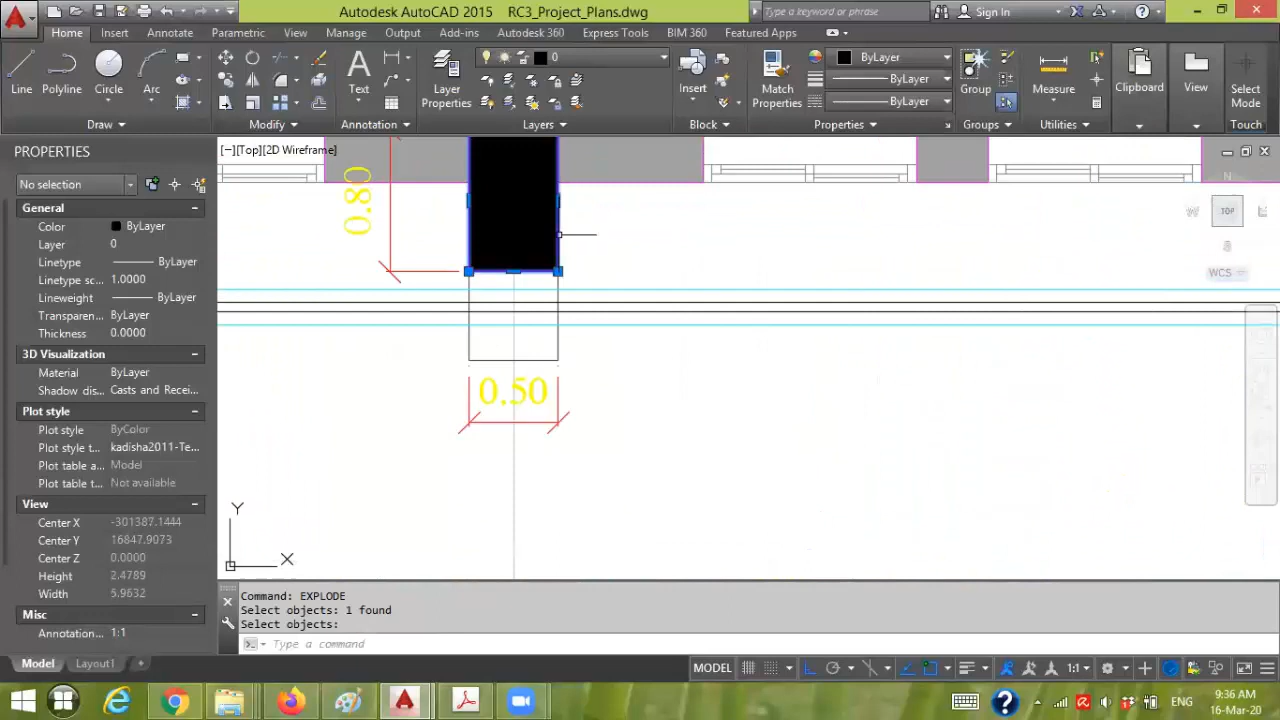 Autodesk AutoCAD 2015 RC3_Project_Plans.dwg
Type a keyword or phrase
Sign In
Home Insert Annotate Parametric View Manage Output Add-ins Autodesk 360 Express Tools BIM 360 Featured Apps
Line Polyline Circle Arc
Text
Layer
Properties
0
Insert
Match
Properties
ByLayer
ByLayer
ByLayer
Group
Measure
Clipboard
View
Select
Mode
Draw Modify Annotation Layers Block Properties Groups Utilities Touch
PROPERTIES
No selection
General
Color ByLayer
Layer 0
Linetype ByLayer
Linetype sc... 1.0000
Lineweight ByLayer
Transparen... ByLayer
Thickness 0.0000
3D Visualization
Material ByLayer
Shadow dis... Casts and Recei...
Plot style
Plot style ByColor
Plot style t... kadisha2011-Te...
Plot table a... Model
Plot table t... Not available
View
Center X -301387.1444
Center Y 16847.9073
Center Z 0.0000
Height 2.4789
Width 5.9632
Misc
Annotation... 1:1
[−][Top][2D Wireframe]
0.80
0.50
N
W TOP E
WCS
Y
X
Command: EXPLODE
Select objects: 1 found
Select objects:
Type a command
Model Layout1 +
MODEL
1:1
ENG
9:36 AM
16-Mar-20